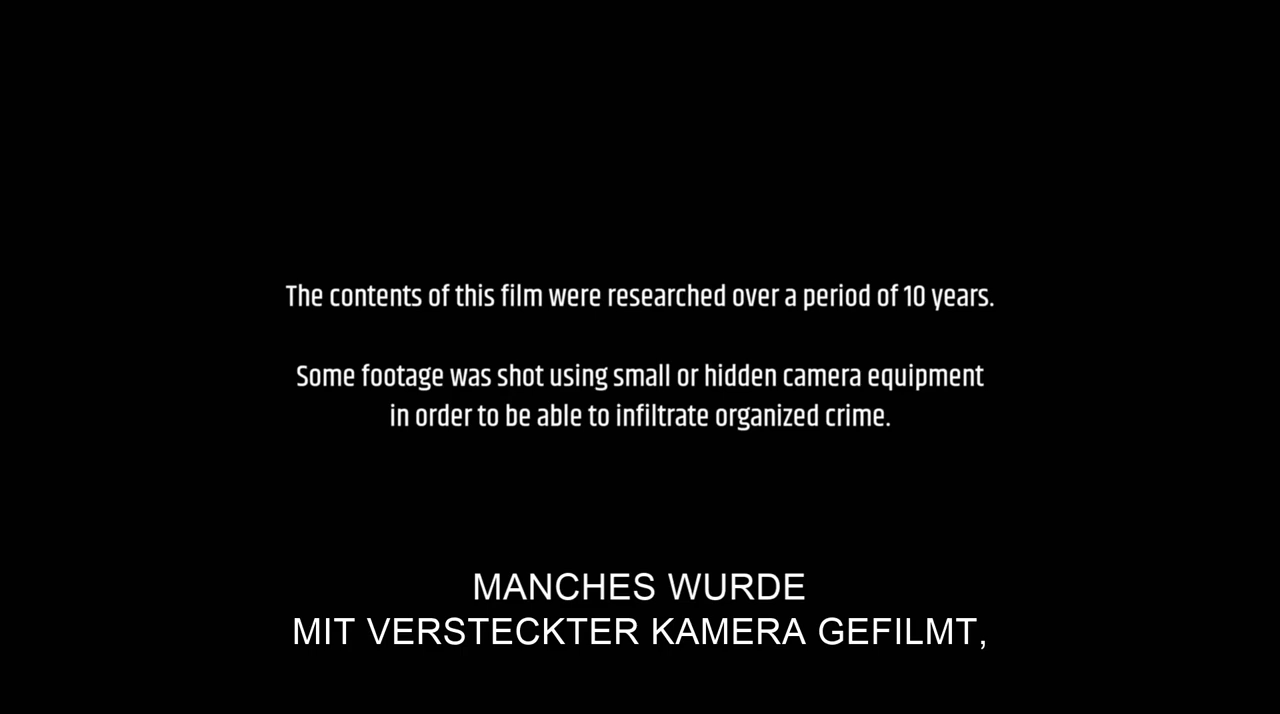 The contents of this film were researched over a period of 10 years.
Some footage was shot using small or hidden camera equipment
in order to be able to infiltrate organized crime.
MANCHES WURDE
MIT VERSTECKTER KAMERA GEFILMT,